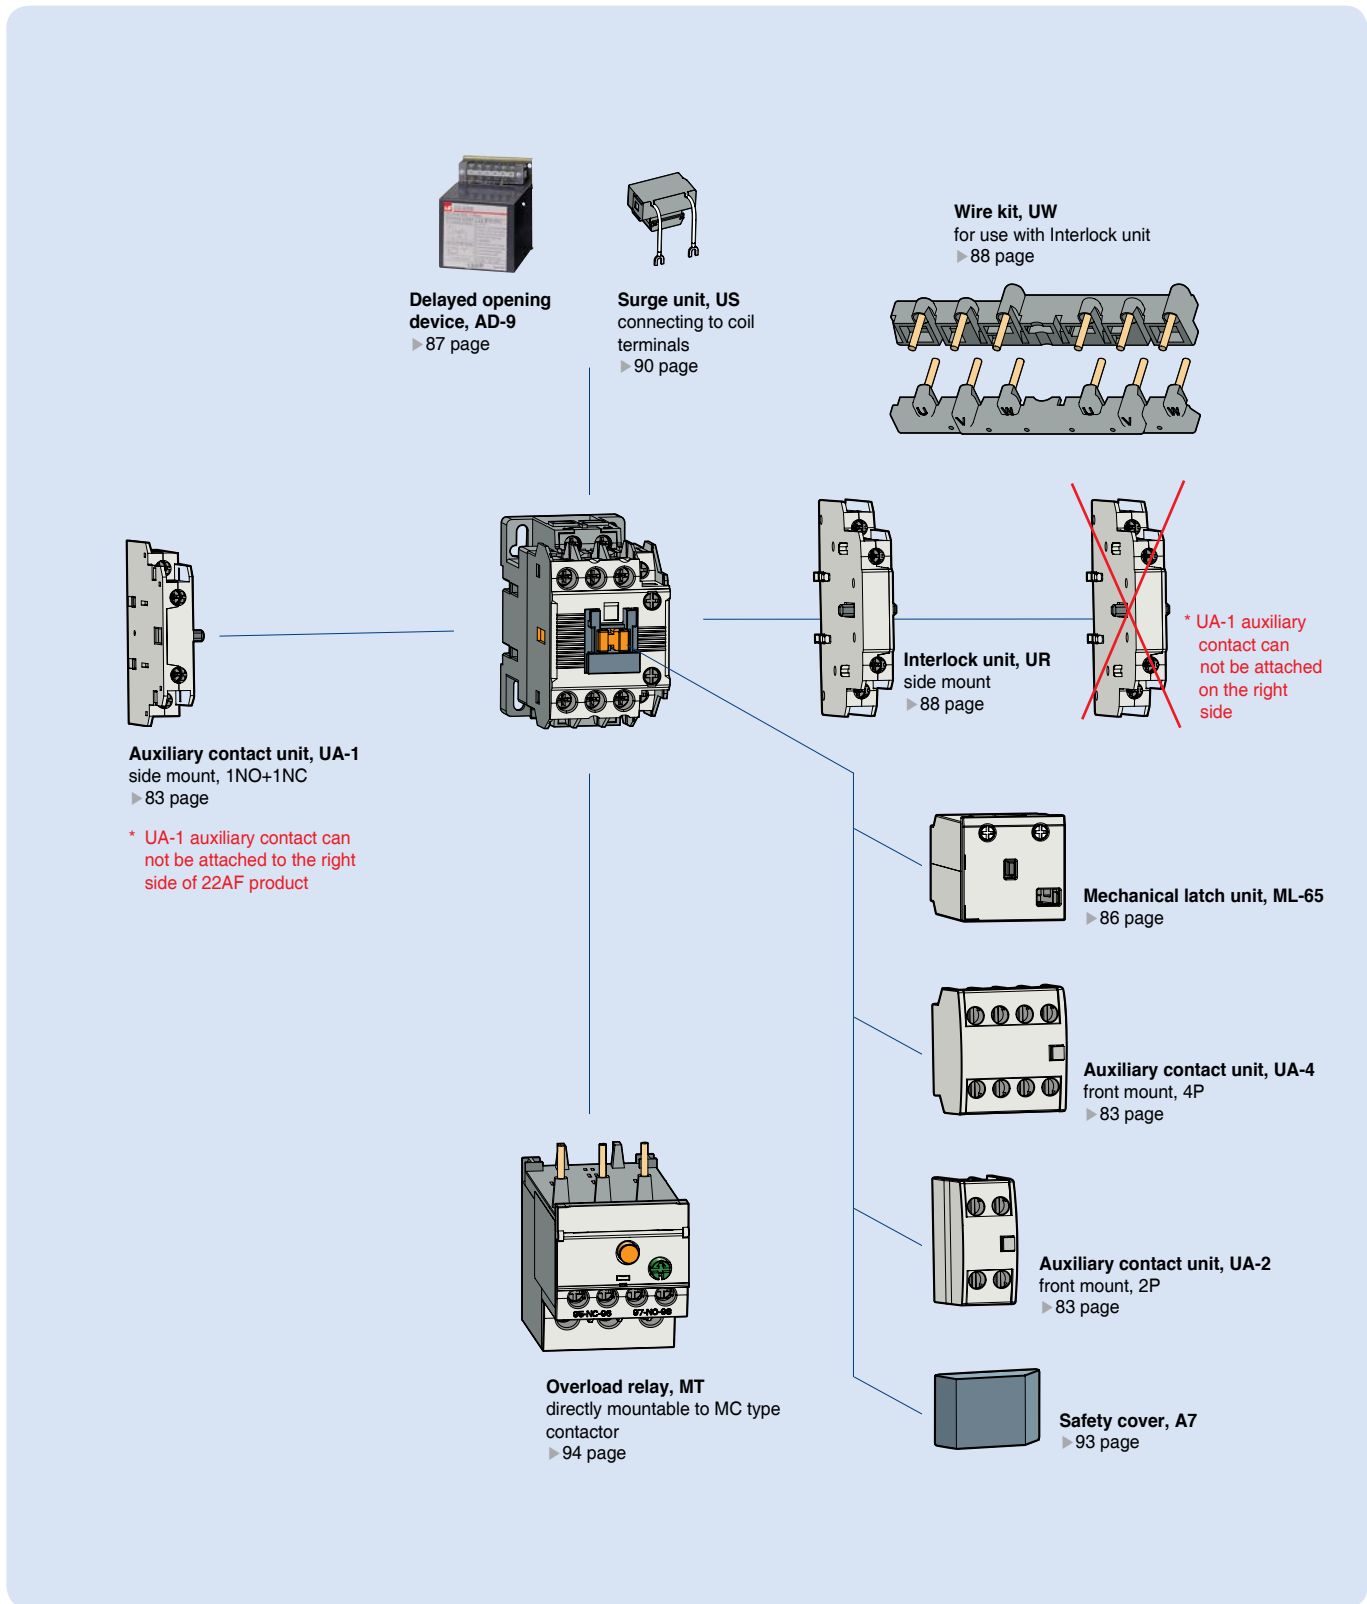 Delayed opening
device, AD-9
▶87 page
Surge unit, US
connecting to coil
terminals
▶90 page
Wire kit, UW
for use with Interlock unit
▶88 page
U
V
W
U
V
W
Auxiliary contact unit, UA-1
side mount, 1NO+1NC
▶83 page
* UA-1 auxiliary contact can
not be attached to the right
side of 22AF product
Interlock unit, UR
side mount
▶88 page
* UA-1 auxiliary
contact can
not be attached
on the right
side
Mechanical latch unit, ML-65
▶86 page
Auxiliary contact unit, UA-4
front mount, 4P
▶83 page
Auxiliary contact unit, UA-2
front mount, 2P
▶83 page
95-NC-96 97-NO-98
Overload relay, MT
directly mountable to MC type
contactor
▶94 page
Safety cover, A7
▶93 page